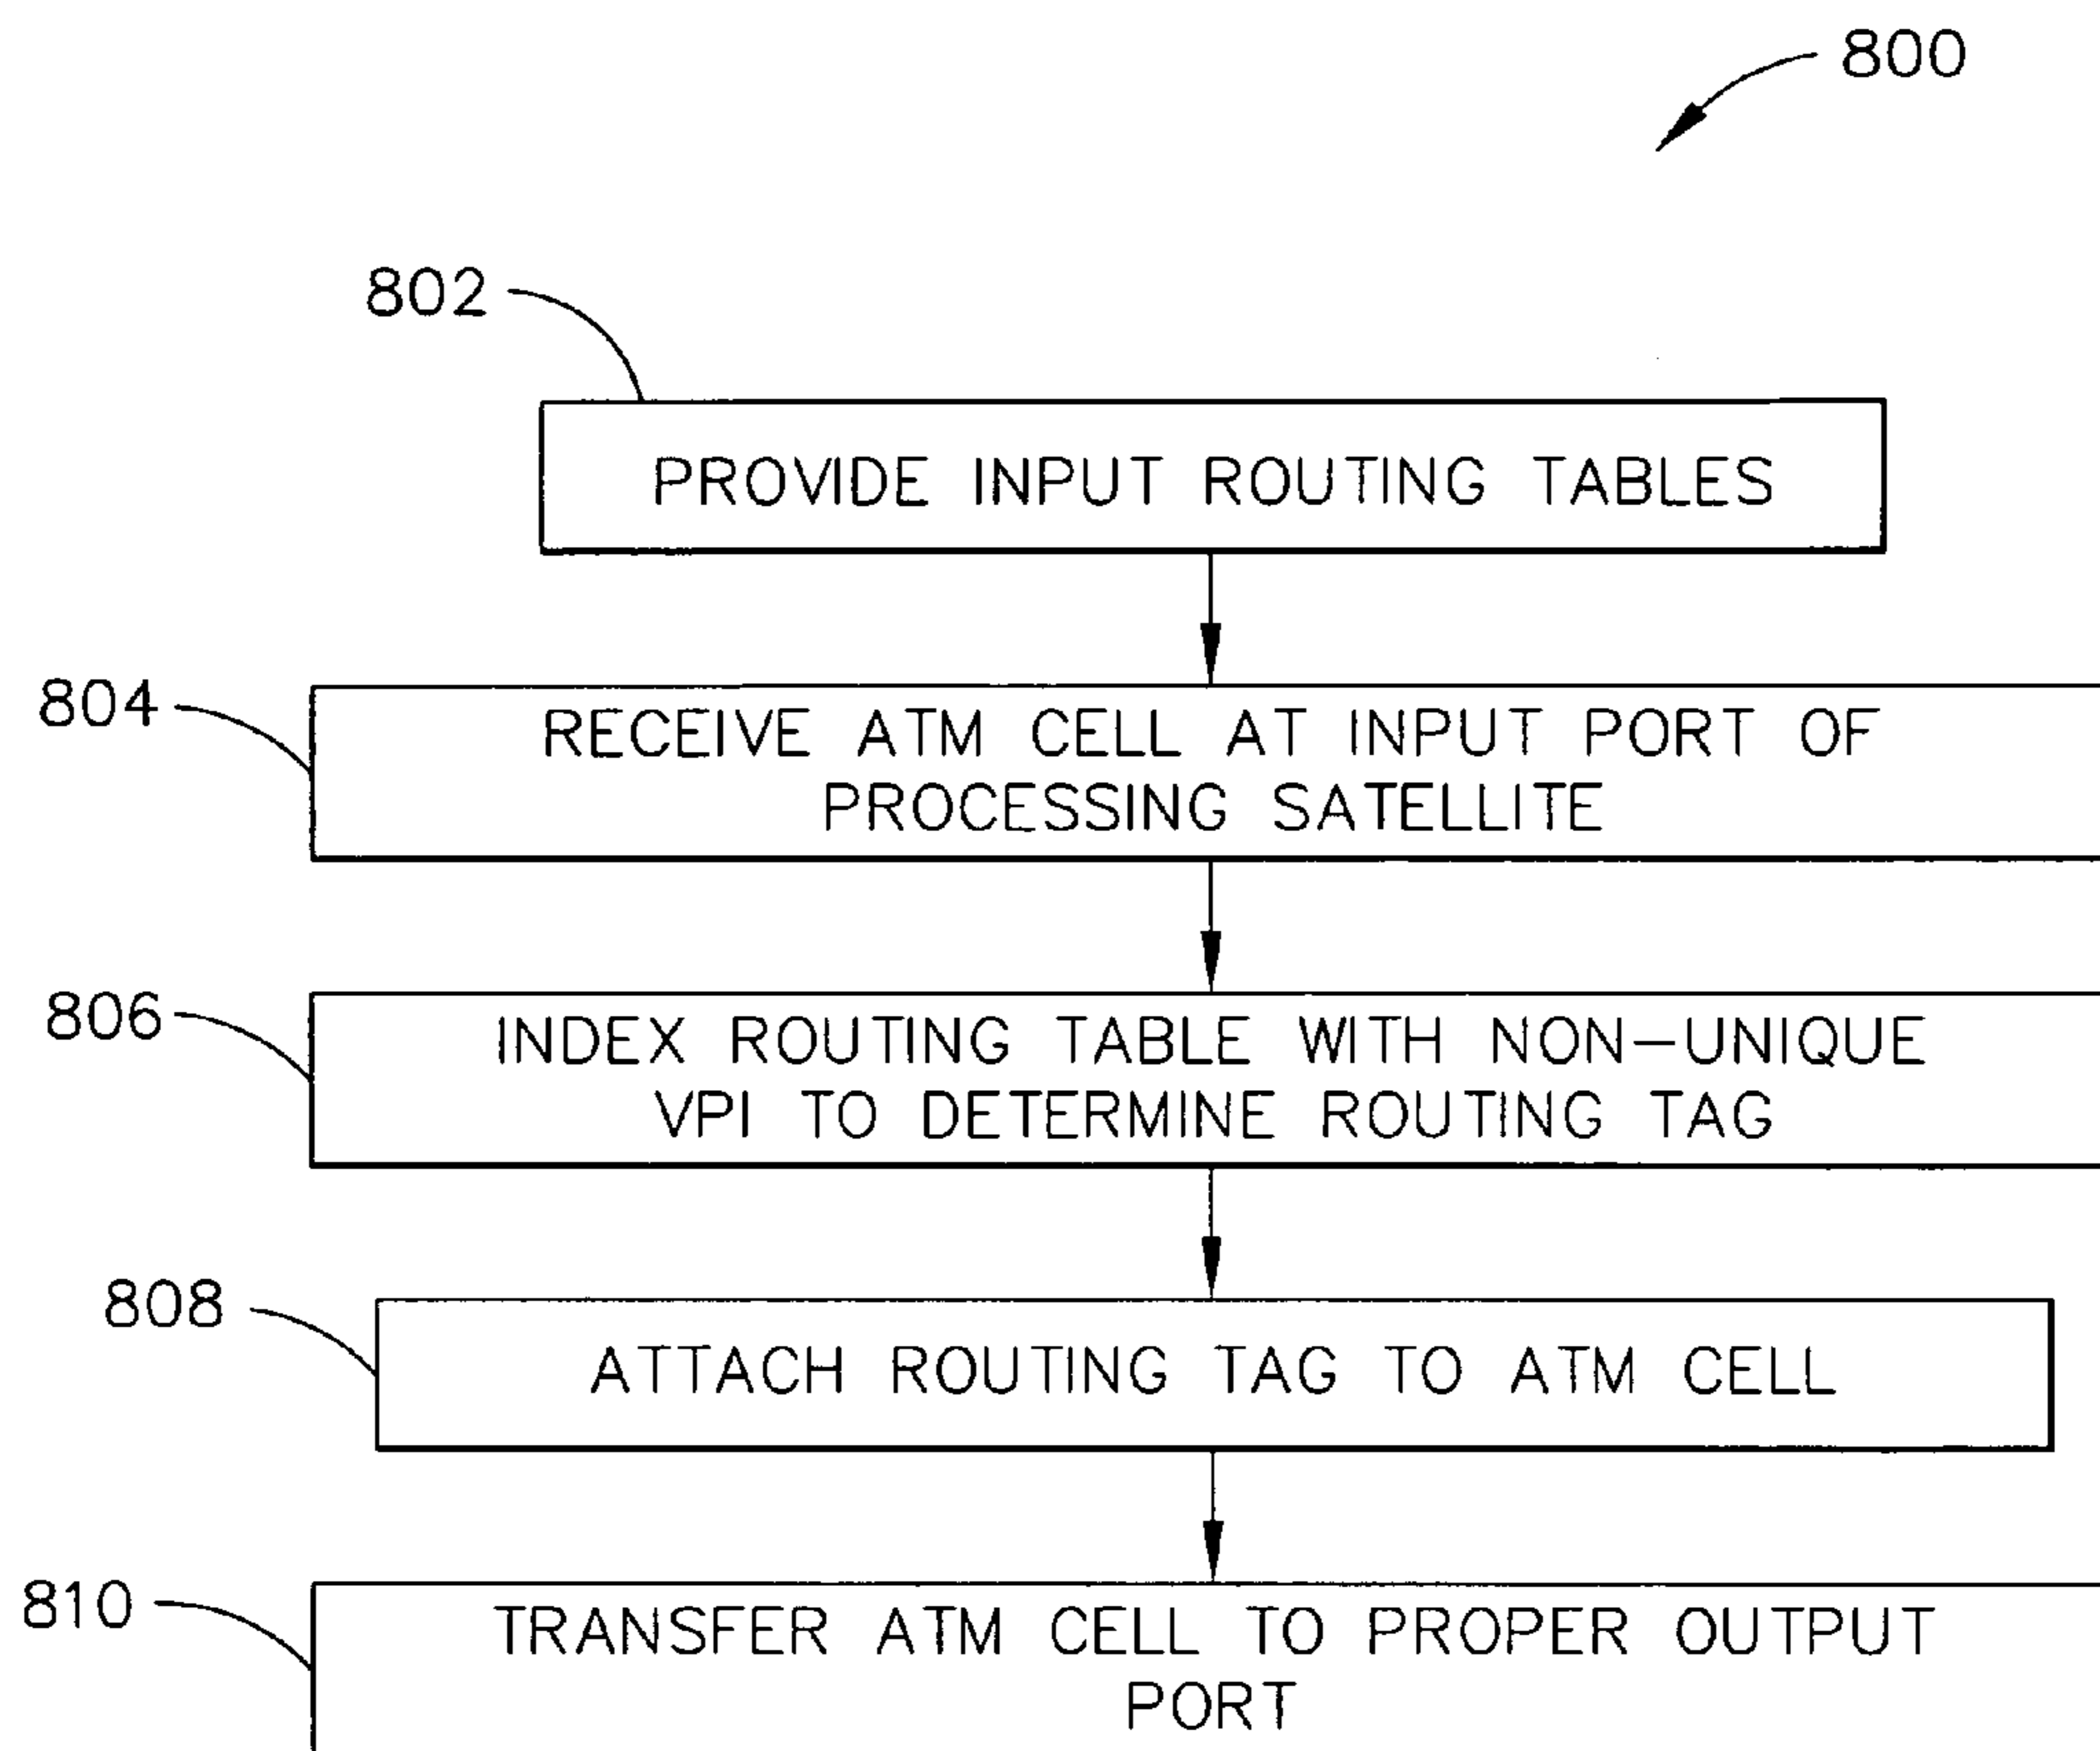 800
802
PROVIDE INPUT ROUTING TABLES
804
RECEIVE ATM CELL AT INPUT PORT OF
PROCESSING SATELLITE
806
INDEX ROUTING TABLE WITH NON-UNIQUE
VPI TO DETERMINE ROUTING TAG
808
ATTACH ROUTING TAG TO ATM CELL
810
TRANSFER ATM CELL TO PROPER OUTPUT
PORT